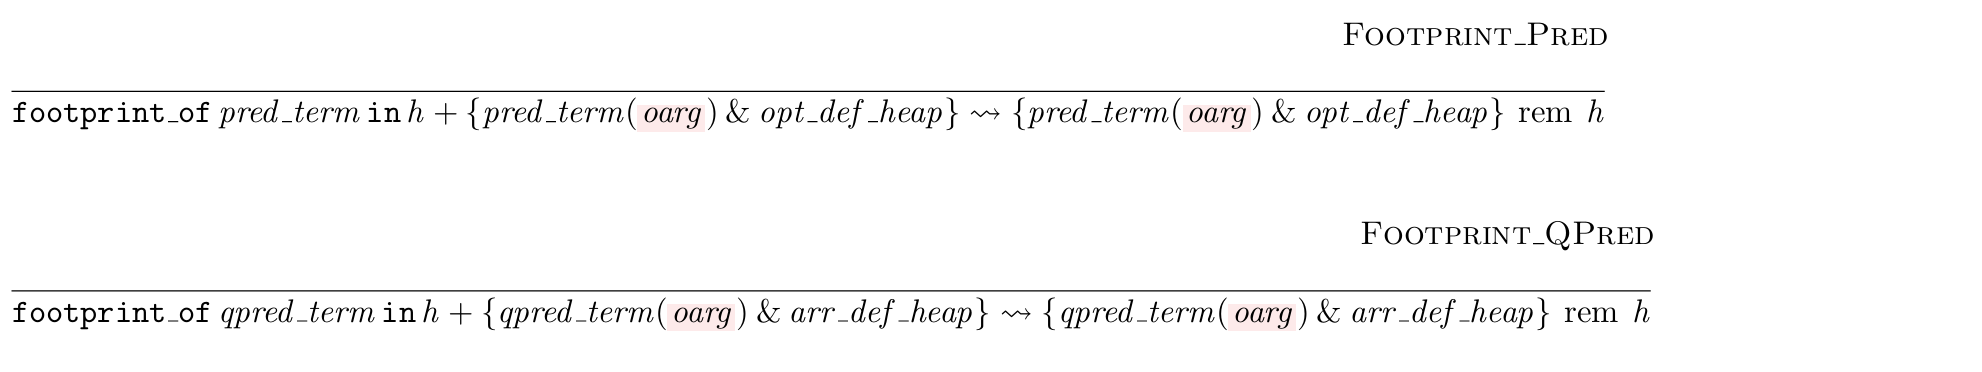 FOOTPRINT_PRED
footprint_of pred_term in h + {pred_term(oarg) & opt_def_heap} ⇝ {pred_term(oarg) & opt_def_heap} rem h
FOOTPRINT_QPRED
footprint_of qpred_term in h + {qpred_term(oarg) & arr_def_heap} ⇝ {qpred_term(oarg) & arr_def_heap} rem h